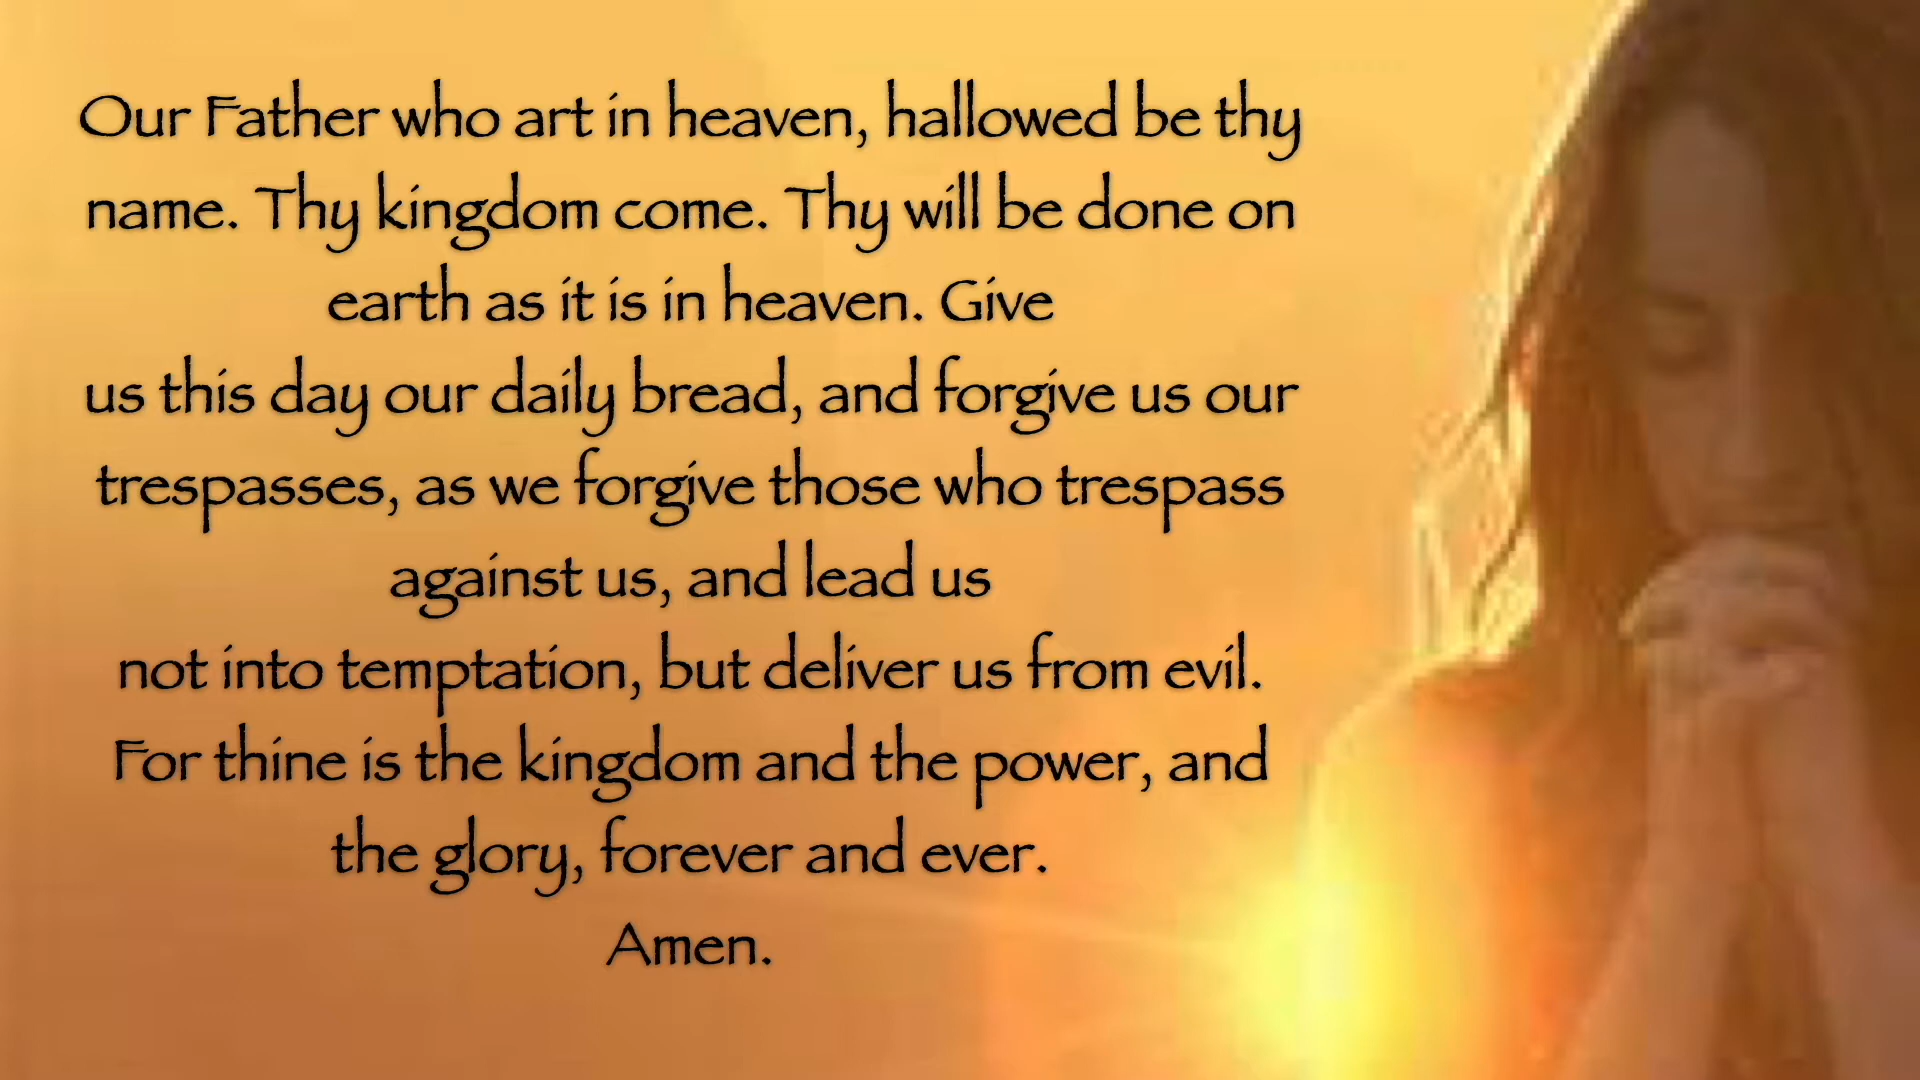 Our Father who art in heaven, hallowed be thy
name. Thy kingdom come. Thy will be done on
earth as it is in heaven. Give
us this day our daily bread, and forgive us our
trespasses, as we forgive those who trespass
against us, and lead us
not into temptation, but deliver us from evil.
For thine is the kingdom and the power, and
the glory, forever and ever.
Amen.